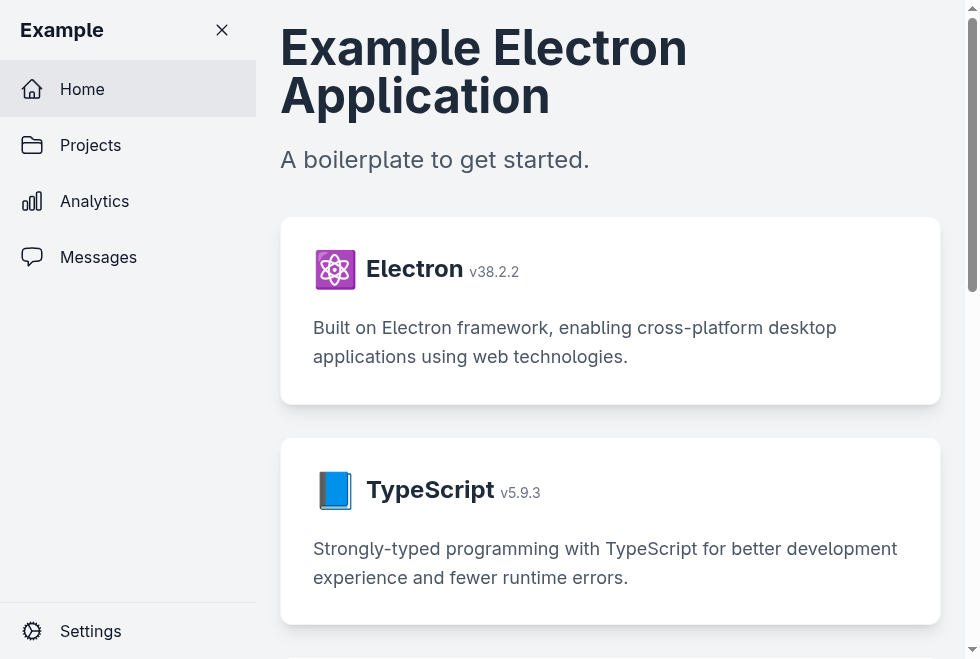 Example
Home
Projects
Analytics
Messages
Settings
Example Electron
Application
A boilerplate to get started.
Electron v38.2.2
Built on Electron framework, enabling cross-platform desktop
applications using web technologies.
TypeScript v5.9.3
Strongly-typed programming with TypeScript for better development
experience and fewer runtime errors.